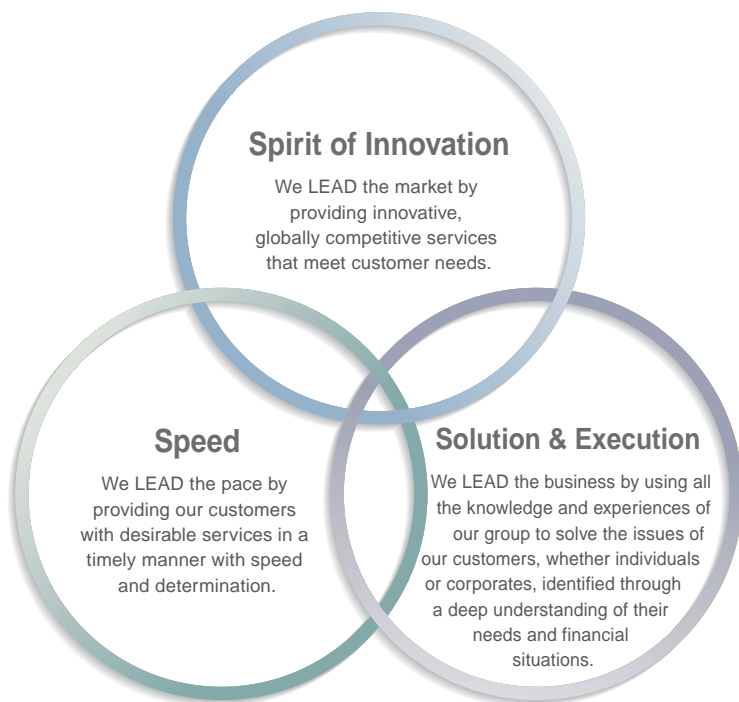 Spirit of Innovation
We LEAD the market by
providing innovative,
globally competitive services
that meet customer needs.
Speed
We LEAD the pace by
providing our customers
with desirable services in a
timely manner with speed
and determination.
Solution & Execution
We LEAD the business by using all
the knowledge and experiences of
our group to solve the issues of
our customers, whether individuals
or corporates, identified through
a deep understanding of their
needs and financial
situations.